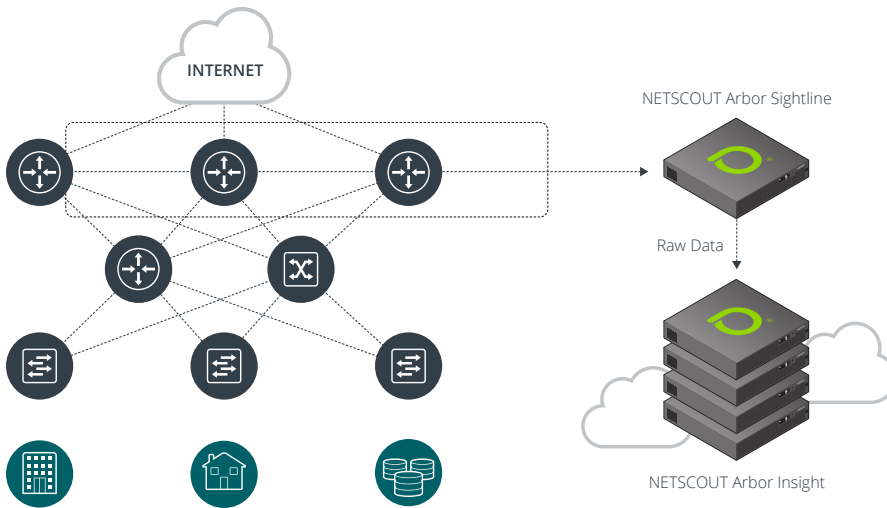 INTERNET
NETSCOUT Arbor Sightline
Raw Data
NETSCOUT Arbor Insight